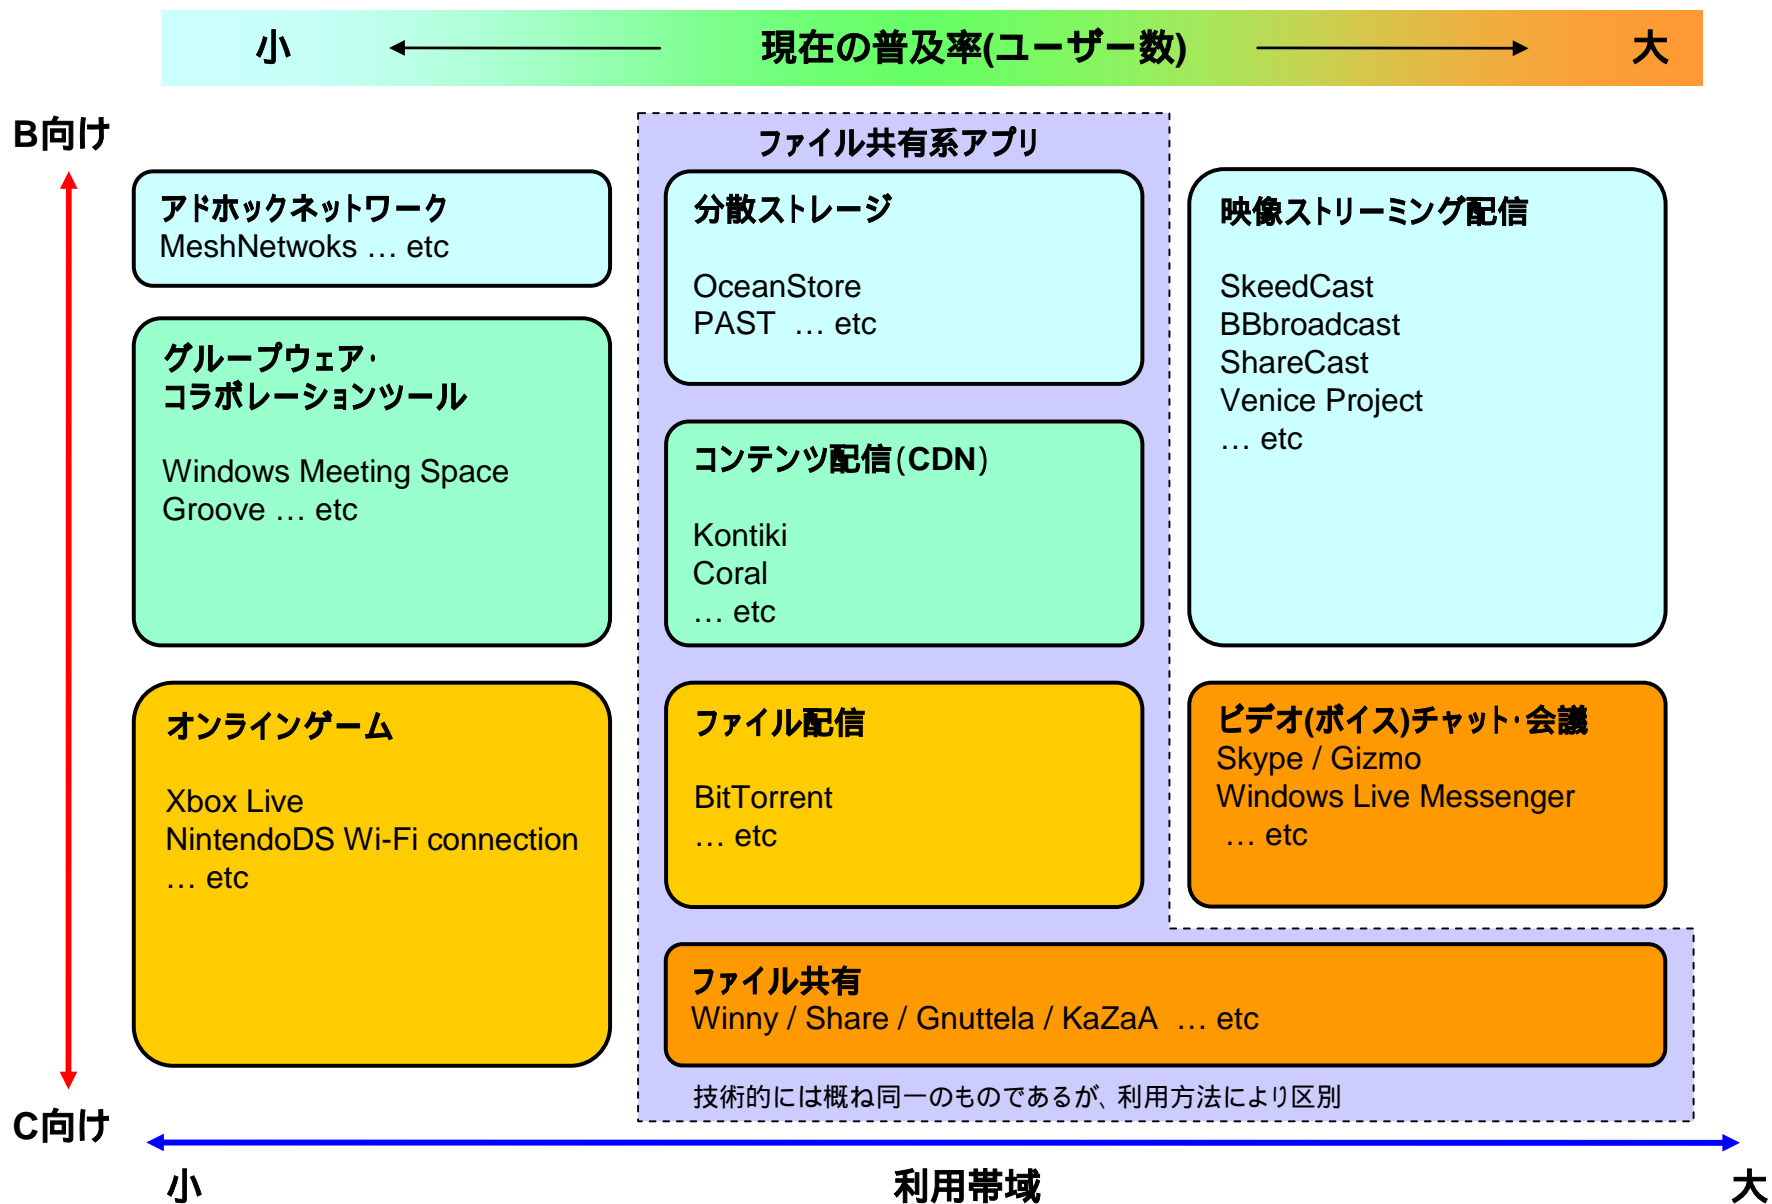 小
現在の普及率(ユーザー数)
大
B向け
ファイル共有系アプリ
アドホックネットワーク
MeshNetwoks … etc
グループウェア・
コラボレーションツール
Windows Meeting Space
Groove … etc
オンラインゲーム
Xbox Live
NintendoDS Wi-Fi connection
… etc
分散ストレージ
OceanStore
PAST … etc
コンテンツ配信(CDN)
Kontiki
Coral
… etc
ファイル配信
BitTorrent
… etc
映像ストリーミング配信
SkeedCast
BBbroadcast
ShareCast
Venice Project
… etc
ビデオ(ボイス)チャット・会議
Skype / Gizmo
Windows Live Messenger
… etc
ファイル共有
Winny / Share / Gnuttela / KaZaA … etc
技術的には概ね同一のものであるが、利用方法により区別
C向け
小
利用帯域
大